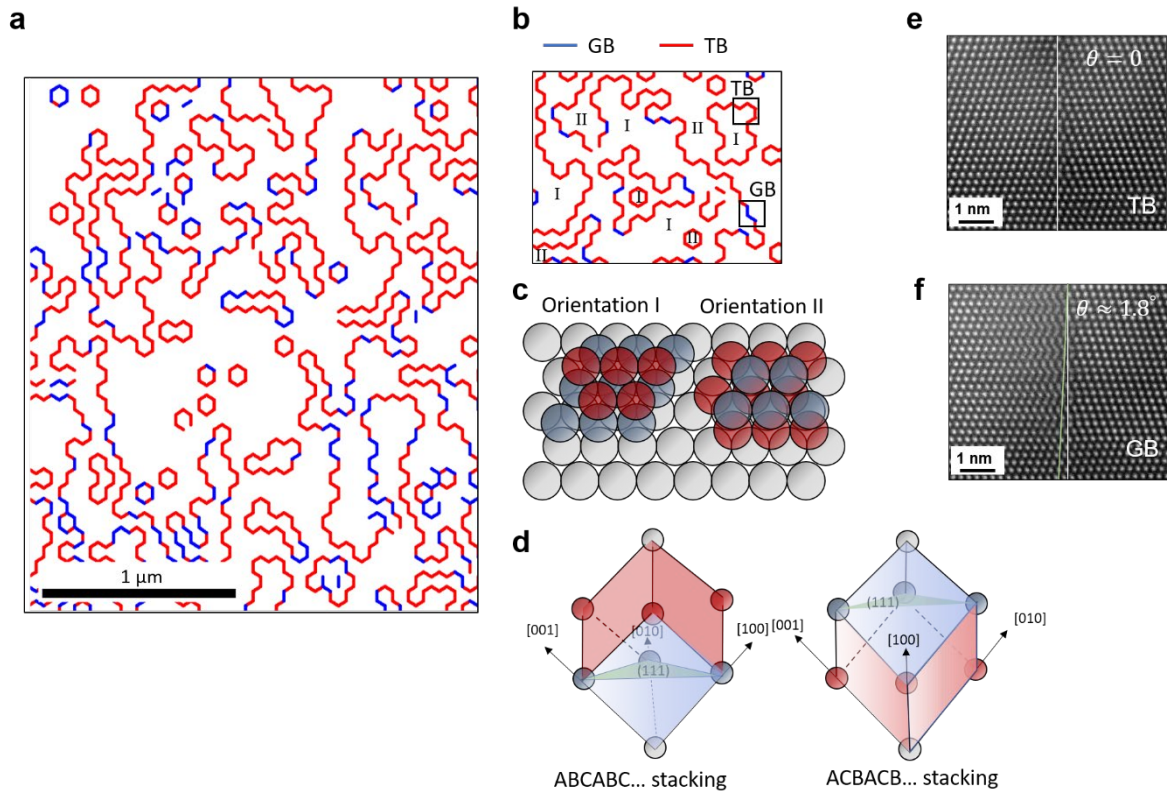 a
1 µm
b
GB TB
TB
II I II I
GB
I I I
II II
c
Orientation I Orientation II
d
[001] [010] [100]
(111)
ABCABC... stacking
(111)
[001] [100] [010]
ACBACB... stacking
e
θ = 0
1 nm
TB
f
θ ≈ 1.8°
1 nm
GB